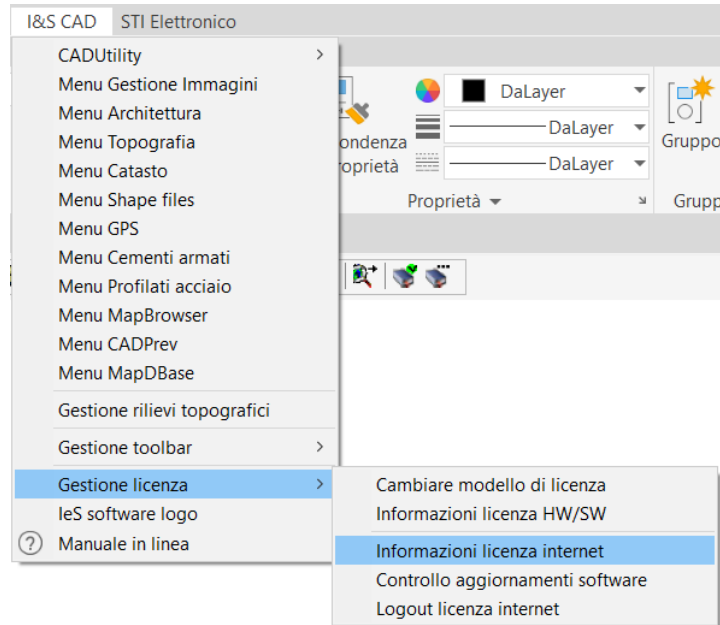 I&S CAD STI Elettronico
CADUtility
Menu Gestione Immagini
Menu Architettura
Menu Topografia
Menu Catasto
Menu Shape files
Menu GPS
Menu Cementi armati
Menu Profilati acciaio
Menu MapBrowser
Menu CADPrev
Menu MapDBase
Gestione rilievi topografici
Gestione toolbar
Gestione licenza
IeS software logo
Manuale in linea
Cambiare modello di licenza
Informazioni licenza HW/SW
Informazioni licenza internet
Controllo aggiornamenti software
Logout licenza internet
ondenza
roprietà
DaLayer
DaLayer
DaLayer
Proprietà
Gruppo
Grupp